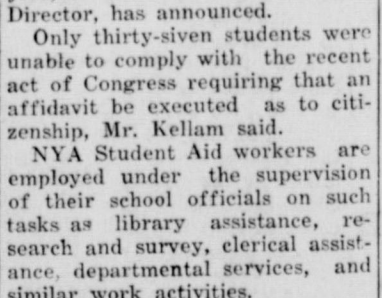 Director, has announced.
Only thirty-siven students were
unable to comply with the recent
act of Congress requiring that an
affidavit be executed as to citi-
zenship, Mr. Kellam said.
NYA Student Aid workers are
employed under the supervision
of their school officials on such
tasks as library assistance, re-
search and survey, clerical assist-
ance, departmental services, and
similar work activities.